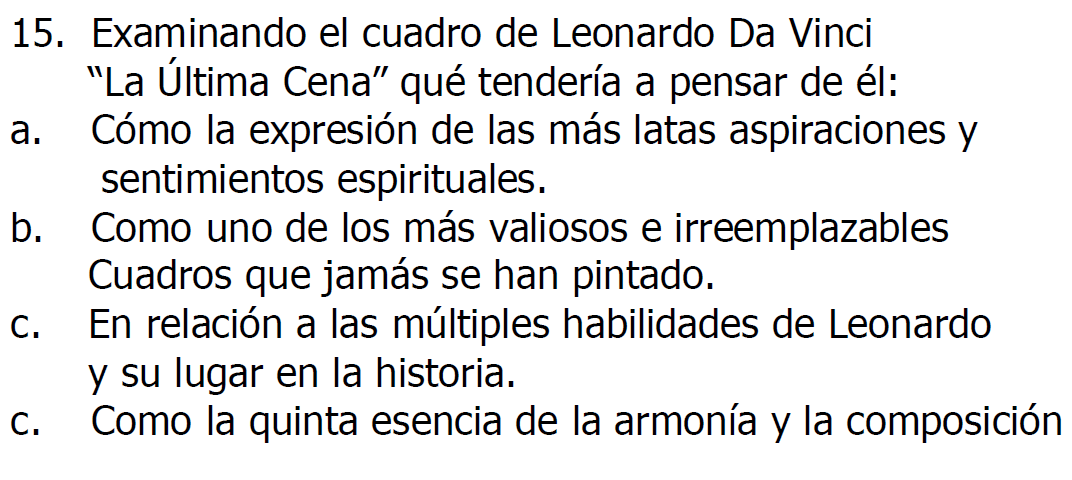 15. Examinando el cuadro de Leonardo Da Vinci
“La Última Cena” qué tendería a pensar de él:
a. Cómo la expresión de las más latas aspiraciones y
sentimientos espirituales.
b. Como uno de los más valiosos e irreemplazables
Cuadros que jamás se han pintado.
c. En relación a las múltiples habilidades de Leonardo
y su lugar en la historia.
c. Como la quinta esencia de la armonía y la composición